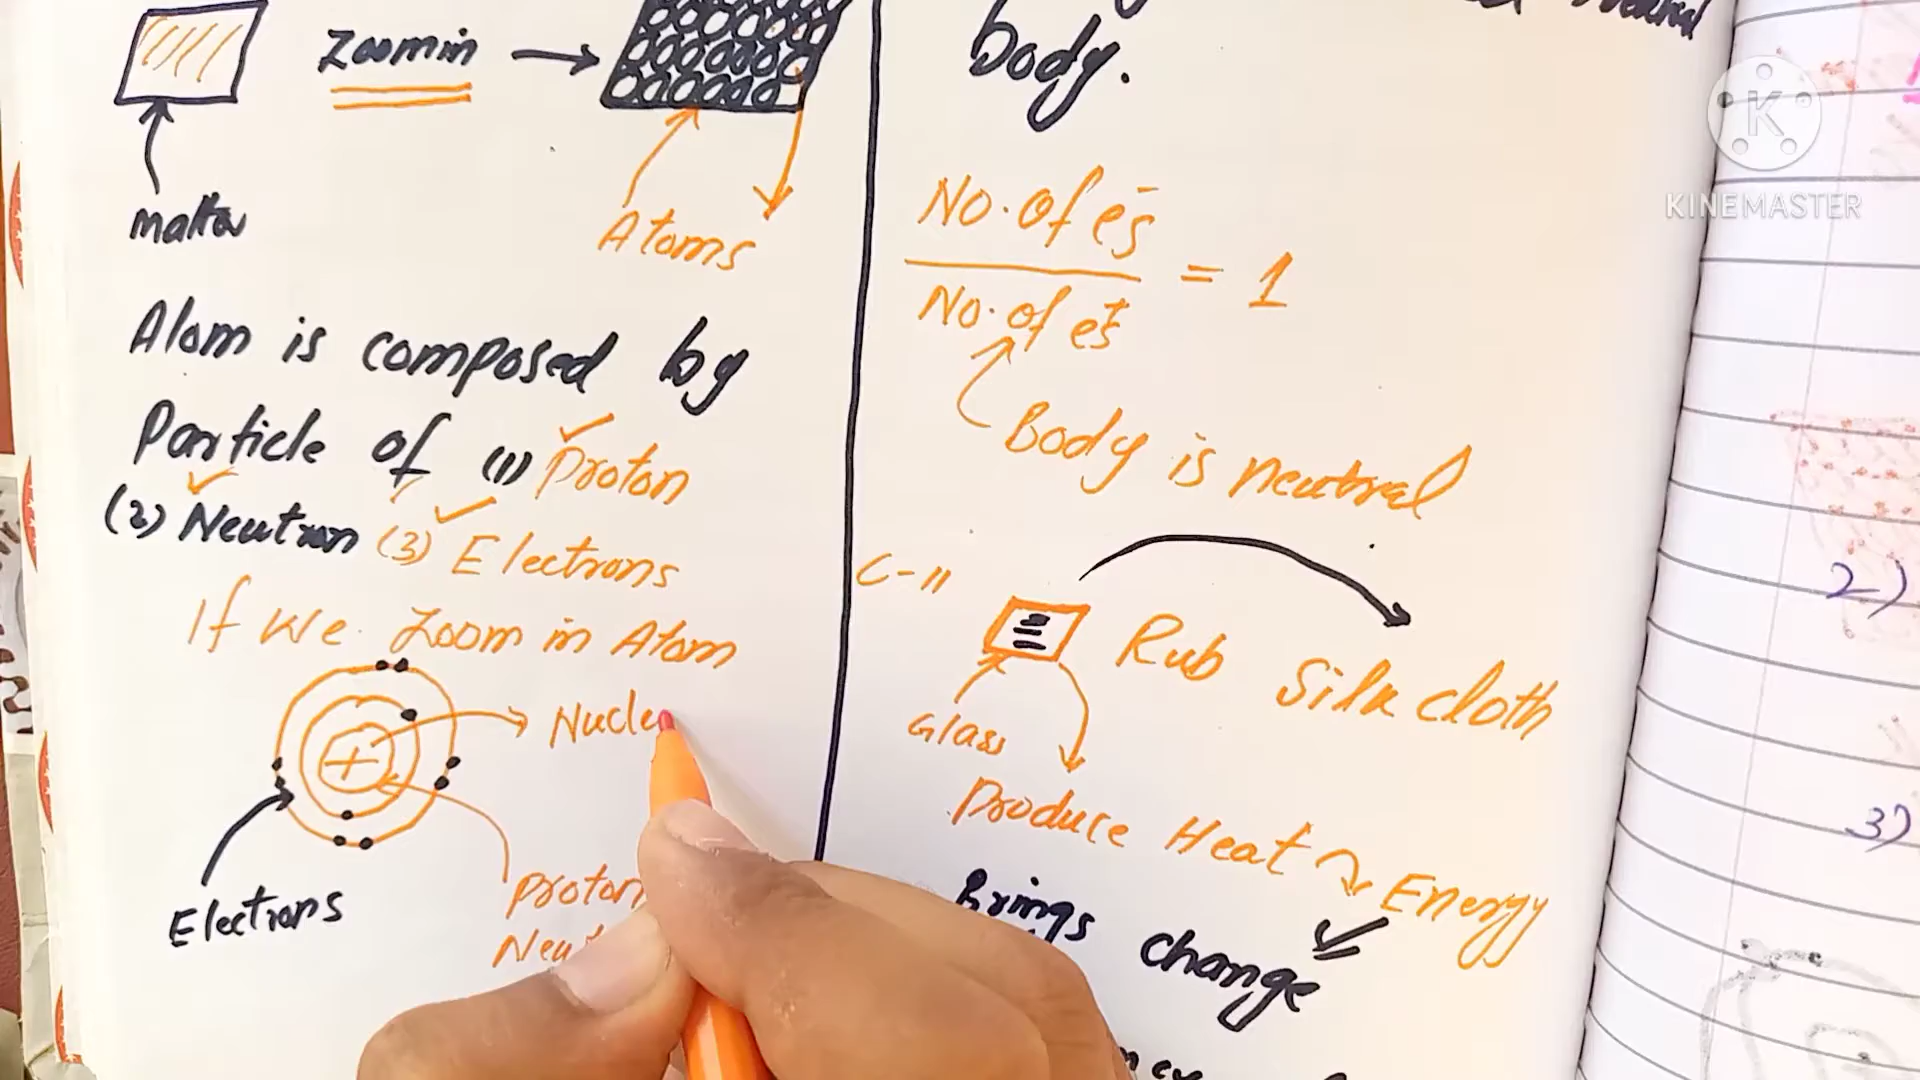 Zoomin
matter
Atoms
Atom is composed by
Particle of (1) Proton
(2) Neutron (3) Electrons
If We Zoom in Atom
Nucleu
Electrons
Proton
body.
No. of e⁻s
No. of e⁺s
= 1
Body is neutral
C-11
Rub Silk cloth
Glass
Produce Heat Energy
Brings change
K
KINEMASTER
2)
3)